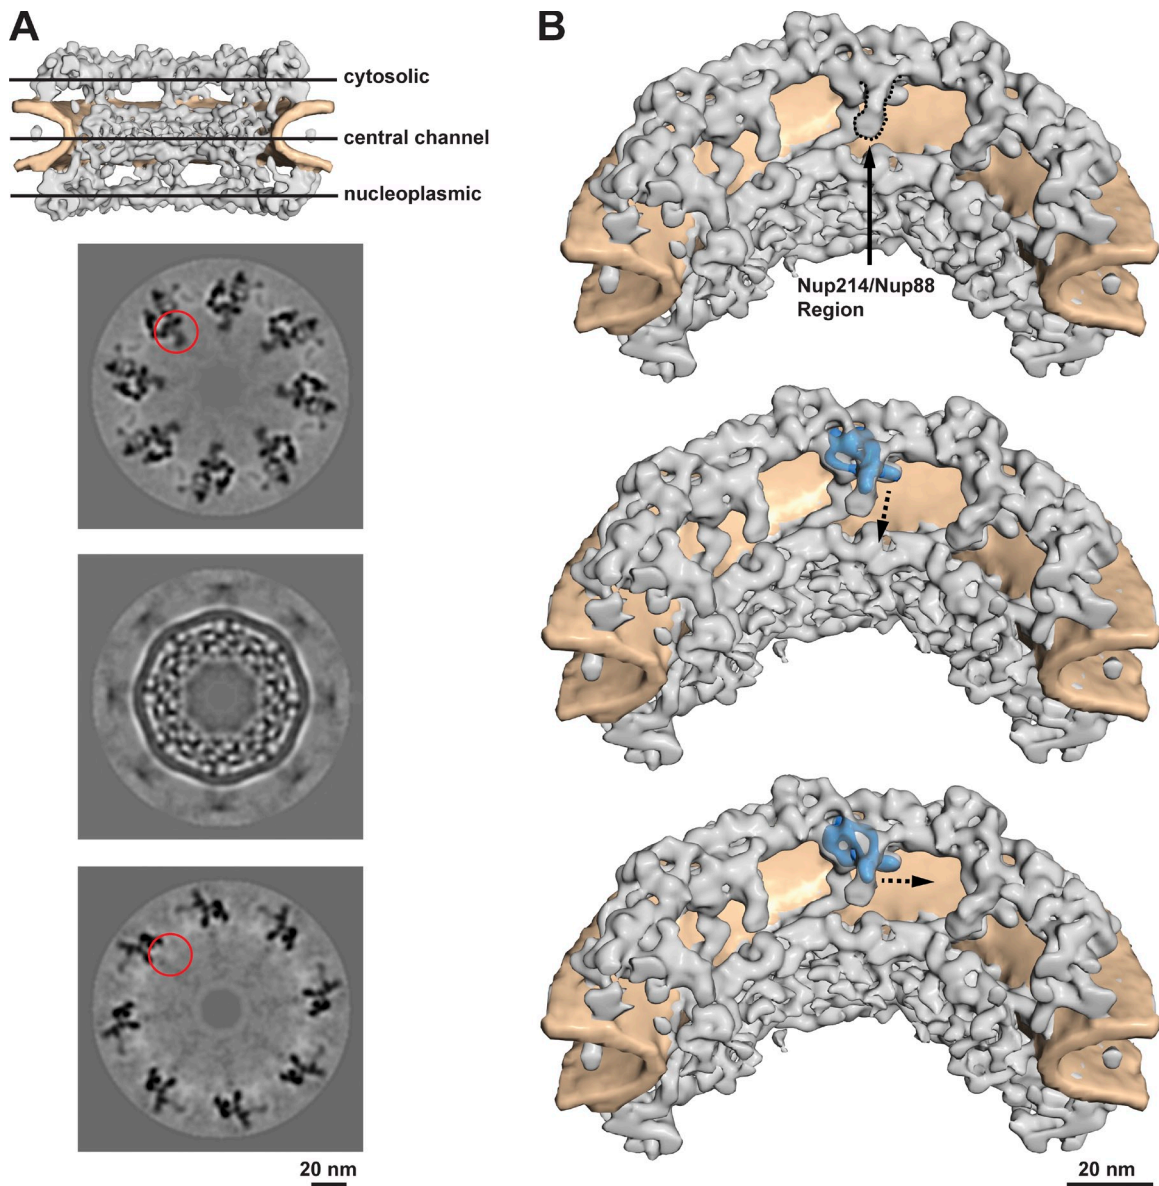 A
cytosolic
central channel
nucleoplasmic
20 nm
B
Nup214/Nup88
Region
20 nm